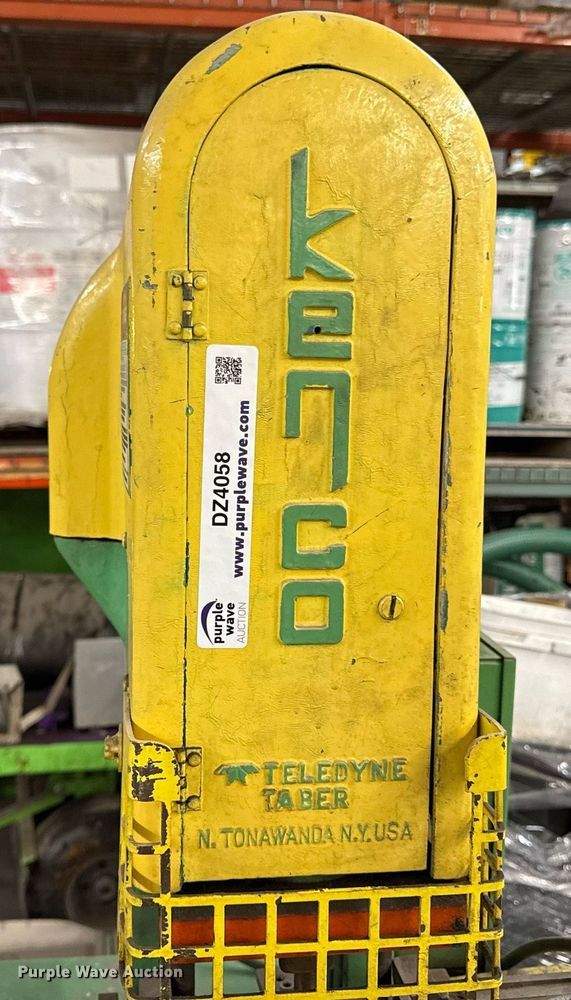 kenco
DZ4058
www.purplewave.com
purple
wave
AUCTION
TELEDYNE
TABER
N. TONAWANDA N.Y. USA
Purple Wave Auction